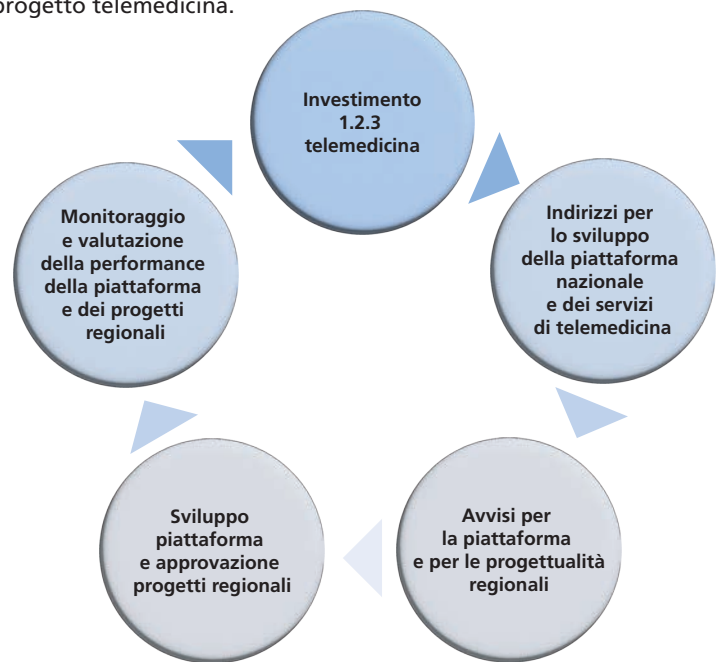 progetto telemedicina.
Investimento
1.2.3
telemedicina
Indirizzi per
lo sviluppo
della piattaforma
nazionale
e dei servizi
di telemedicina
Avvisi per
la piattaforma
e per le progettualità
regionali
Sviluppo
piattaforma
e approvazione
progetti regionali
Monitoraggio
e valutazione
della performance
della piattaforma
e dei progetti
regionali